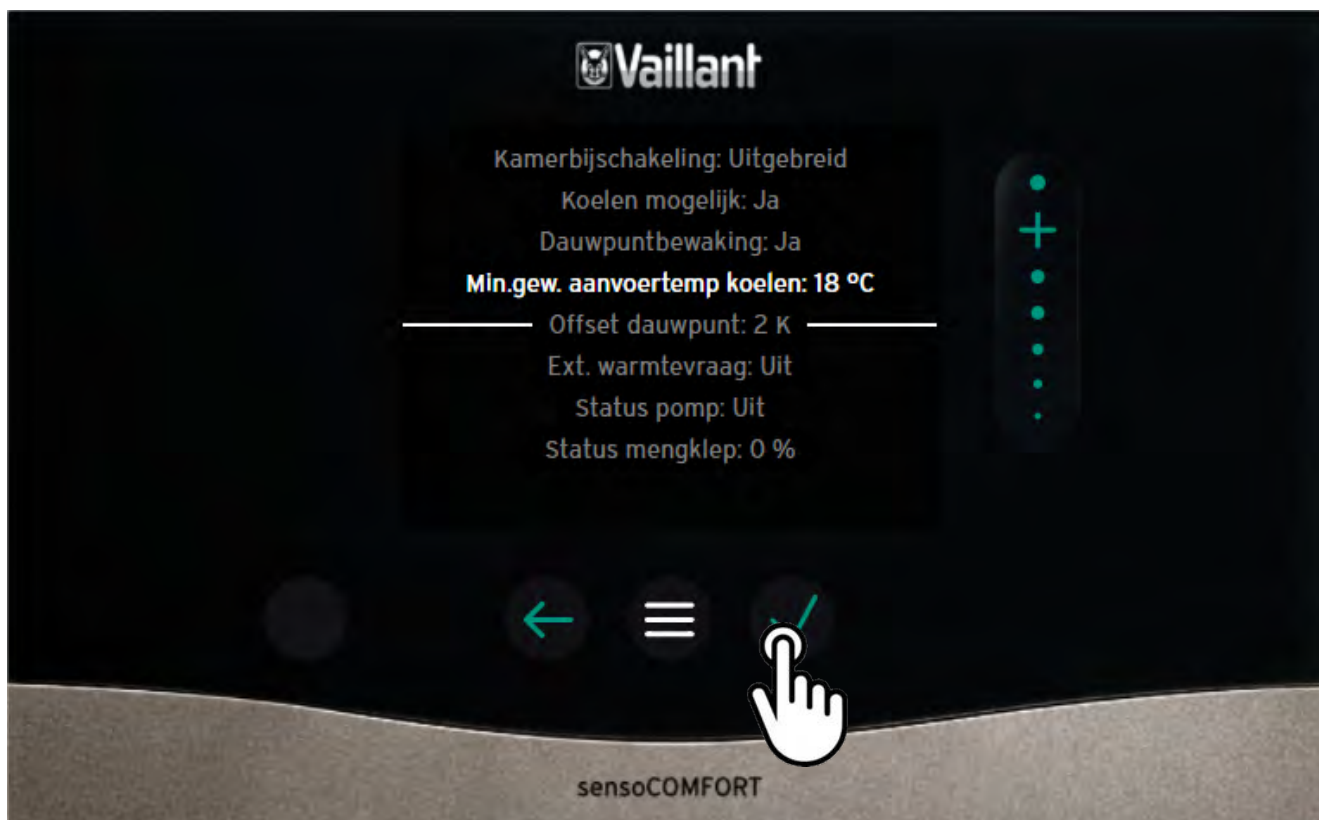 Vaillant
Kamerbijschakeling: Uitgebreid
Koelen mogelijk: Ja
Dauwpuntbewaking: Ja
Min.gew. aanvoertemp koelen: 18 °C
Offset dauwpunt: 2 K
Ext. warmtevraag: Uit
Status pomp: Uit
Status mengklep: 0 %
sensoCOMFORT